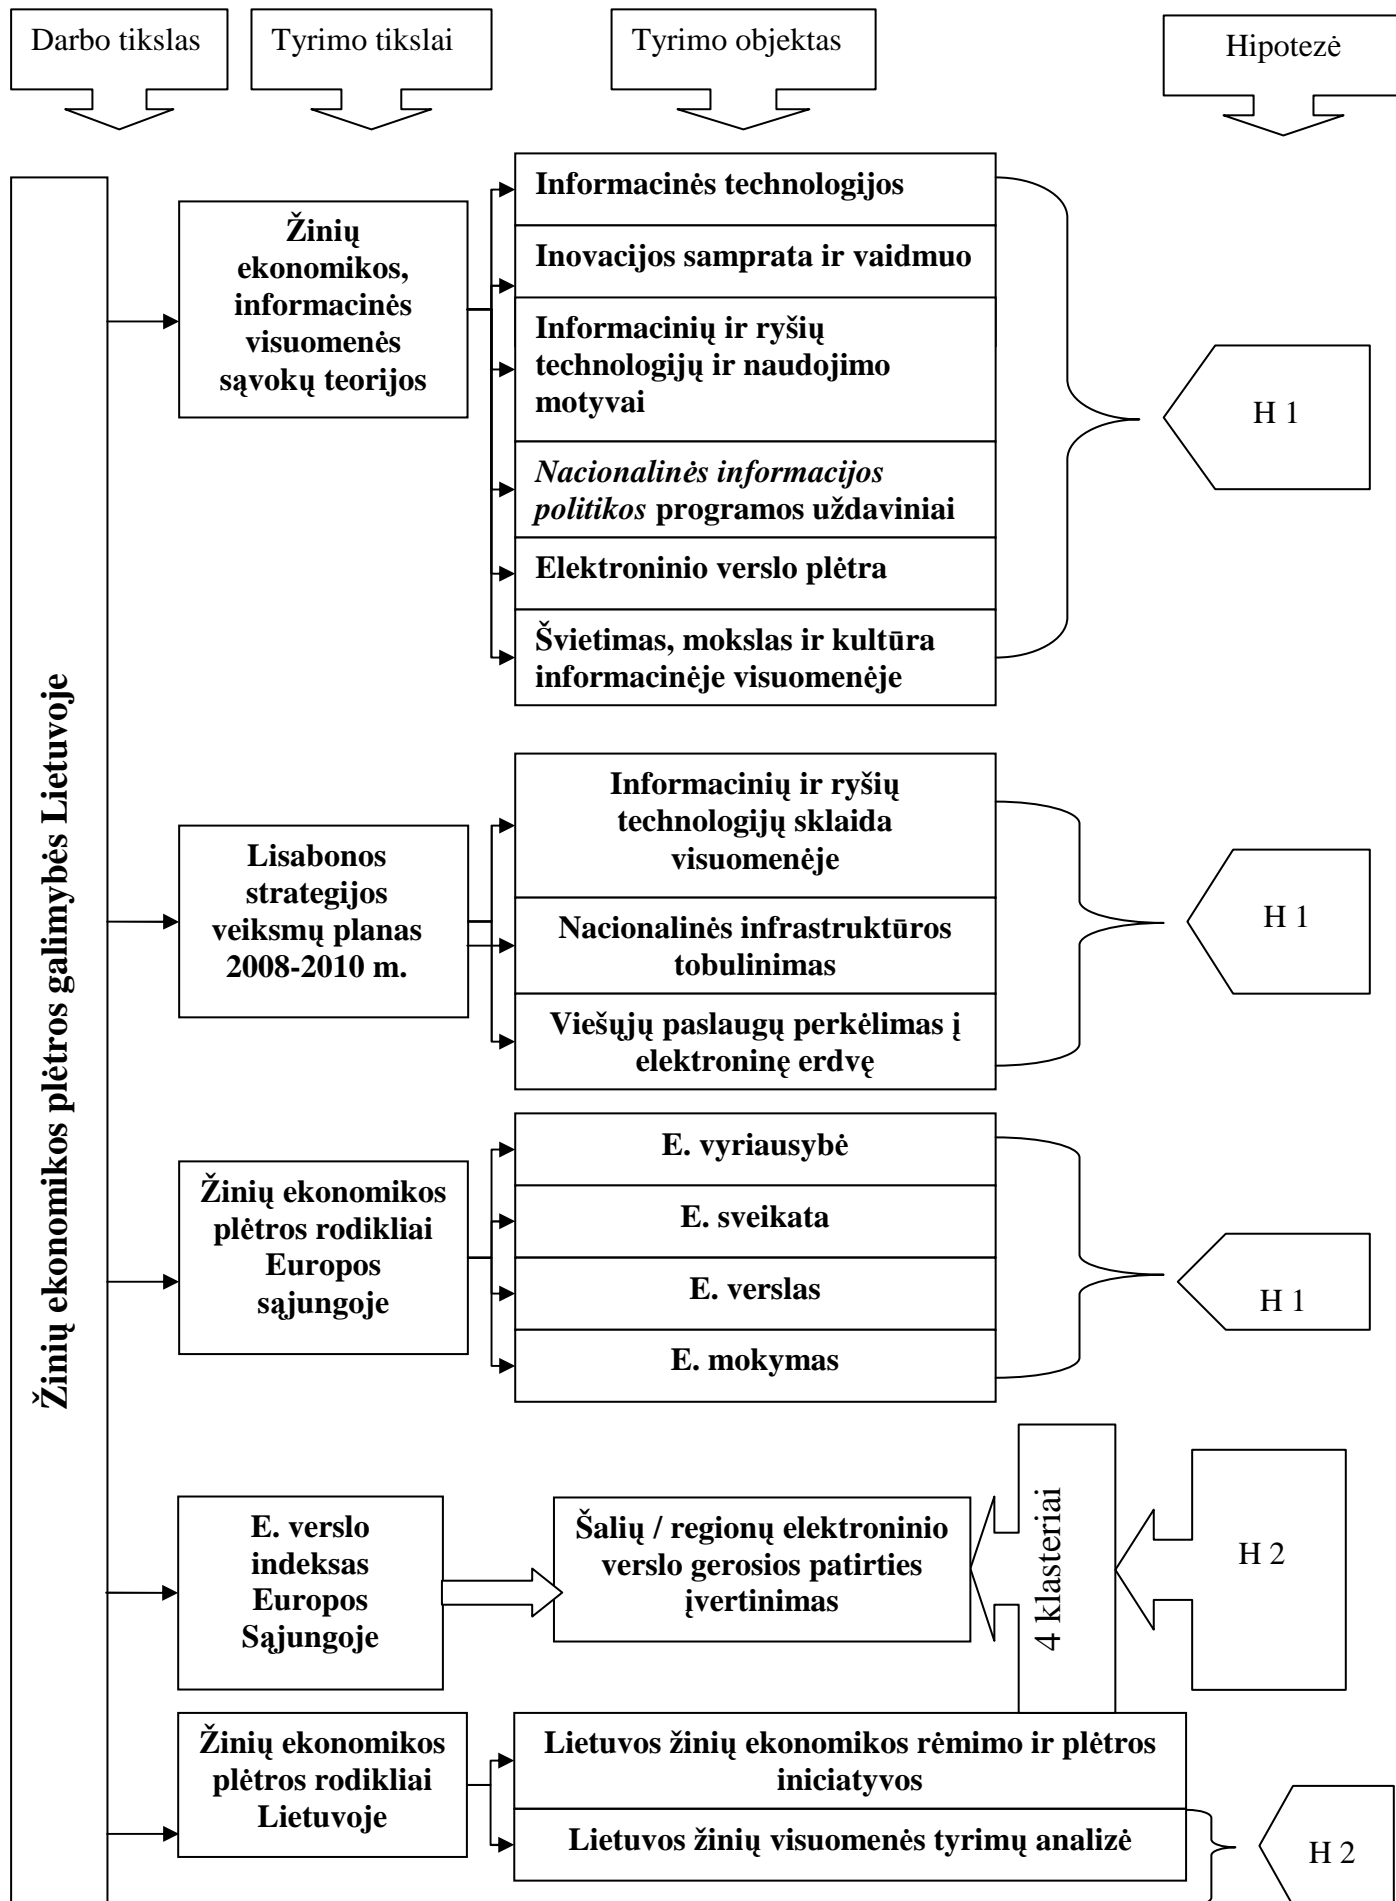 Darbo tikslas
Tyrimo tikslai
Tyrimo objektas
Hipotezė
Žinių ekonomikos plėtros galimybės Lietuvoje
Žinių
ekonomikos,
informacinės
visuomenės
sąvokų teorijos
Informacinės technologijos
Inovacijos samprata ir vaidmuo
Informacinių ir ryšių
technologijų ir naudojimo
motyvai
Nacionalinės informacijos
politikos programos uždaviniai
Elektroninio verslo plėtra
Švietimas, mokslas ir kultūra
informacinėje visuomenėje
H 1
Lisabonos
strategijos
veiksmų planas
2008-2010 m.
Informacinių ir ryšių
technologijų sklaida
visuomenėje
Nacionalinės infrastruktūros
tobulinimas
Viešųjų paslaugų perkėlimas į
elektroninę erdvę
H 1
Žinių ekonomikos
plėtros rodikliai
Europos
sąjungoje
E. vyriausybė
E. sveikata
E. verslas
E. mokymas
H 1
E. verslo
indeksas
Europos
Sąjungoje
Šalių / regionų elektroninio
verslo gerosios patirties
įvertinimas
4 klasteriai
H 2
Žinių ekonomikos
plėtros rodikliai
Lietuvoje
Lietuvos žinių ekonomikos rėmimo ir plėtros
iniciatyvos
Lietuvos žinių visuomenės tyrimų analizė
H 2